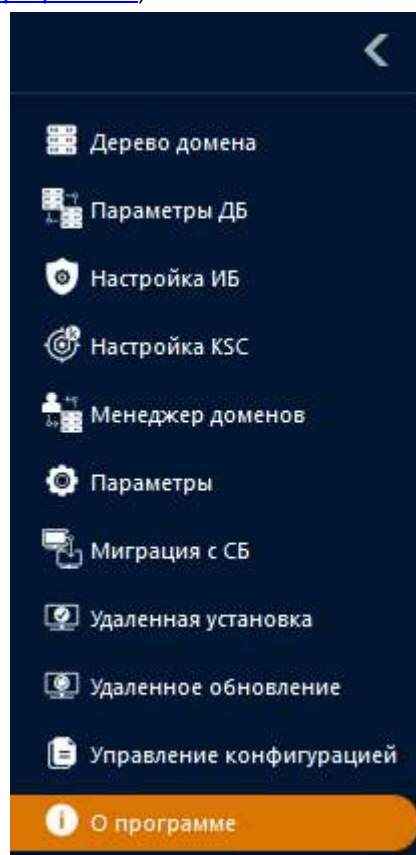 Дерево домена
Параметры ДБ
Настройка ИБ
Настройка KSC
Менеджер доменов
Параметры
Миграция с СБ
Удаленная установка
Удаленное обновление
Управление конфигурацией
О программе